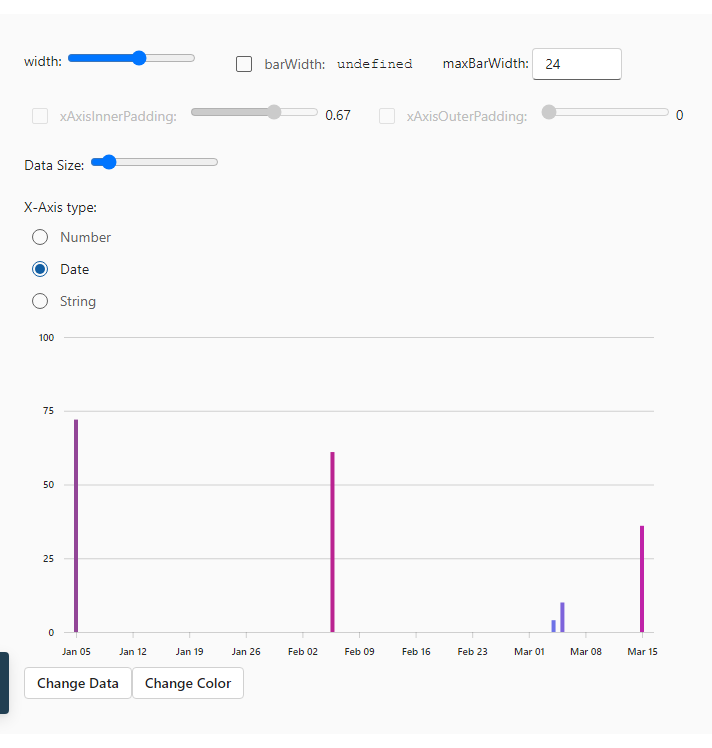 width: barWidth: undefined maxBarWidth: 24
xAxisInnerPadding: 0.67 xAxisOuterPadding: 0
Data Size:
X-Axis type:
Number
Date
String
100
75
50
25
0
Jan 05 Jan 12 Jan 19 Jan 26 Feb 02 Feb 09 Feb 16 Feb 23 Mar 01 Mar 08 Mar 15
Change Data Change Color